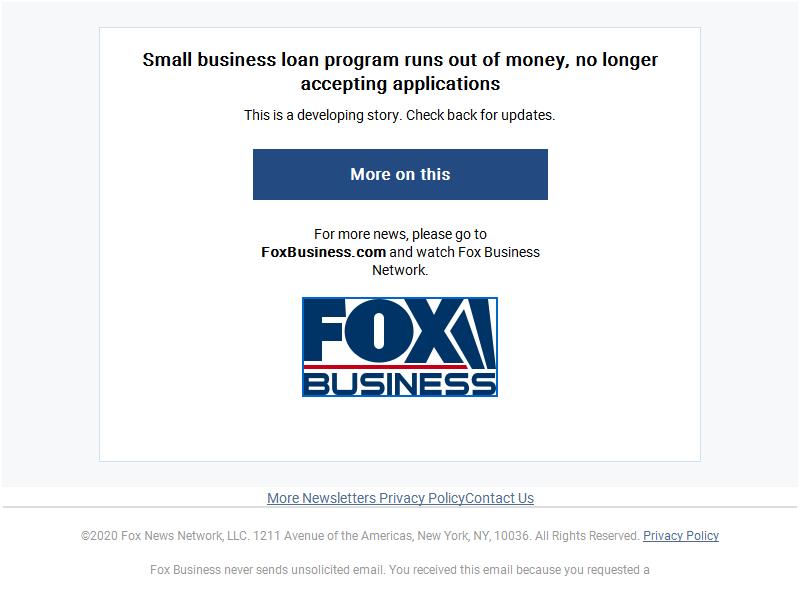 Small business loan program runs out of money, no longer
accepting applications
This is a developing story. Check back for updates.
More on this
For more news, please go to
FoxBusiness.com and watch Fox Business
Network.
FOX
BUSINESS
More Newsletters Privacy PolicyContact Us
©2020 Fox News Network, LLC. 1211 Avenue of the Americas, New York, NY, 10036. All Rights Reserved. Privacy Policy
Fox Business never sends unsolicited email. You received this email because you requested a